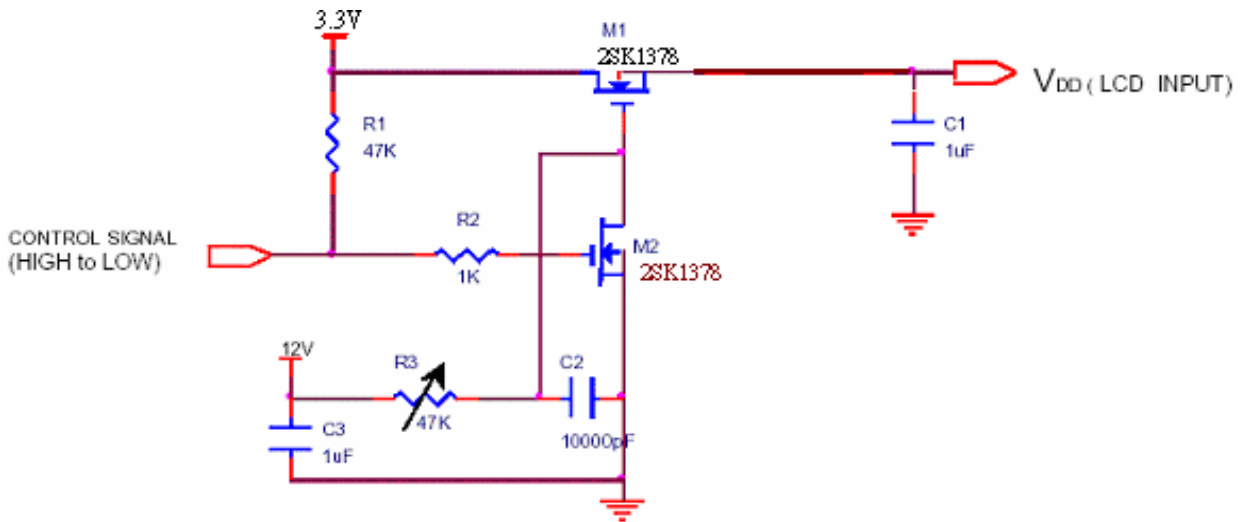 3.3V
M1
2SK1378
VDD ( LCD INPUT)
R1
47K
C1
1uF
CONTROL SIGNAL
(HIGH to LOW)
R2
1K
M2
2SK1378
12V
R3
47K
C2
10000pF
C3
1uF